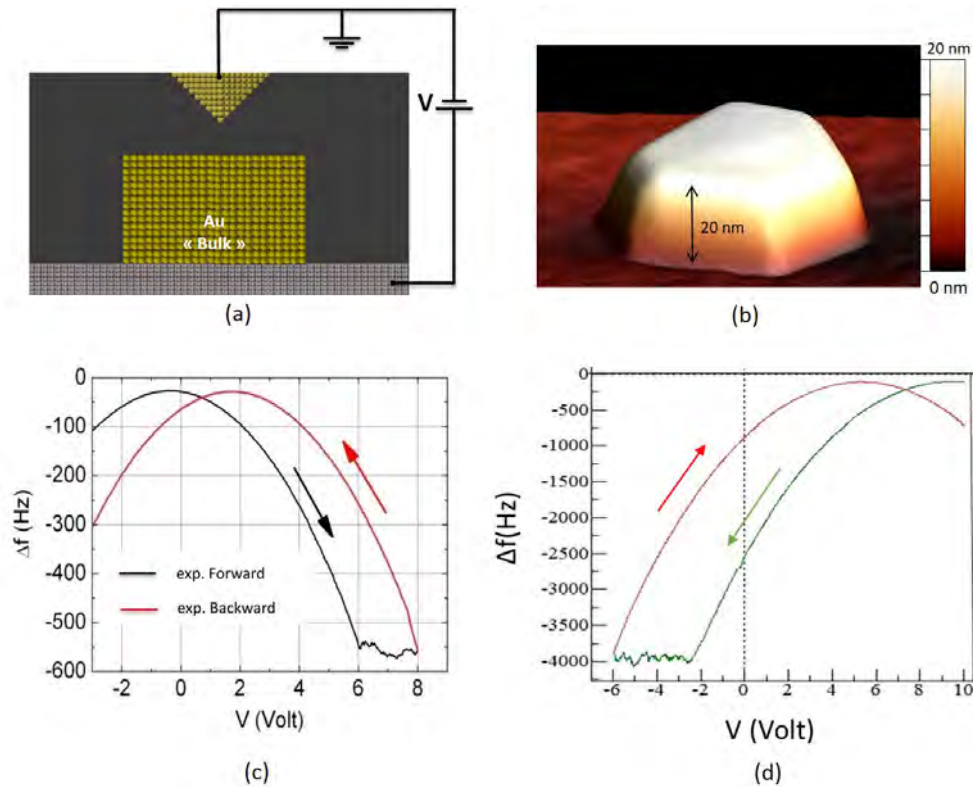 V
Au
« Bulk »
(a)
20 nm
20 nm
0 nm
(b)
0
-100
-200
-300
-400
-500
-600
Δf (Hz)
exp. Forward
exp. Backward
-2 0 2 4 6 8
V (Volt)
(c)
0
-500
-1000
-1500
-2000
-2500
-3000
-3500
-4000
Δf(Hz)
-6 -4 -2 0 2 4 6 8 10
V (Volt)
(d)